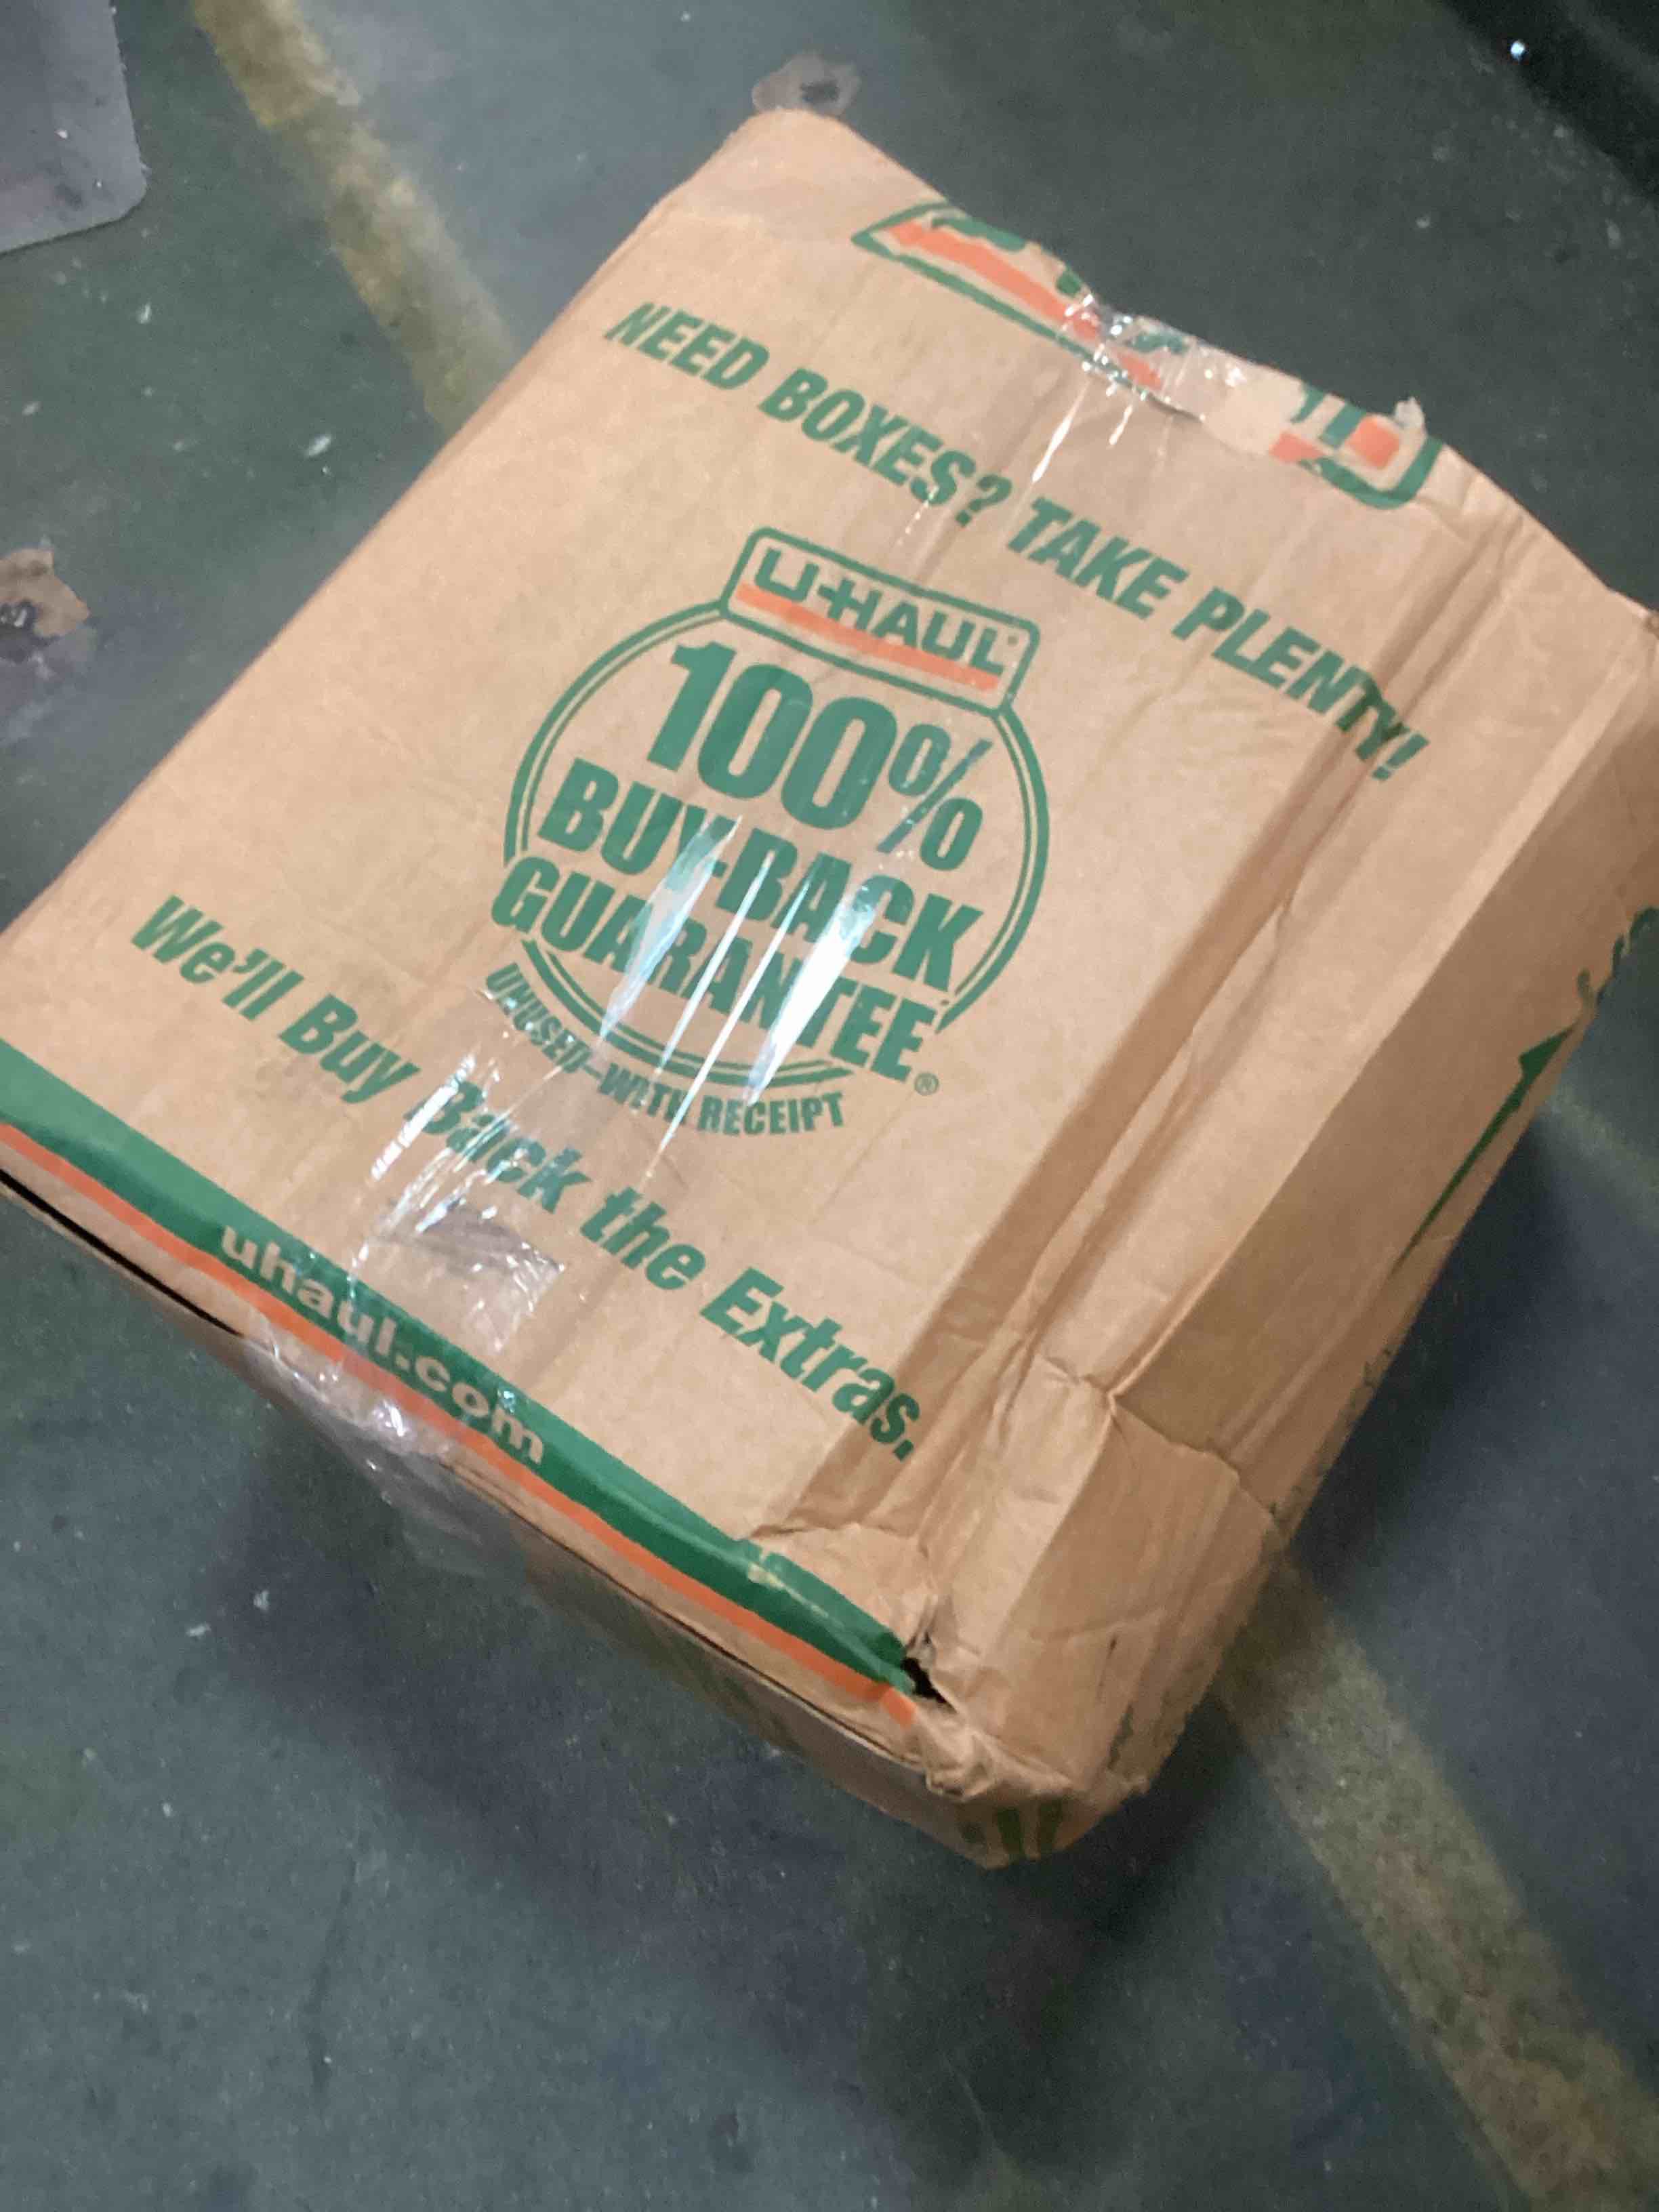 NEED BOXES? TAKE PLENTY!
U-HAUL®
100%
BUY-BACK
GUARANTEE®
UNUSED-WITH RECEIPT
We'll Buy Back the Extras.
uhaul.com